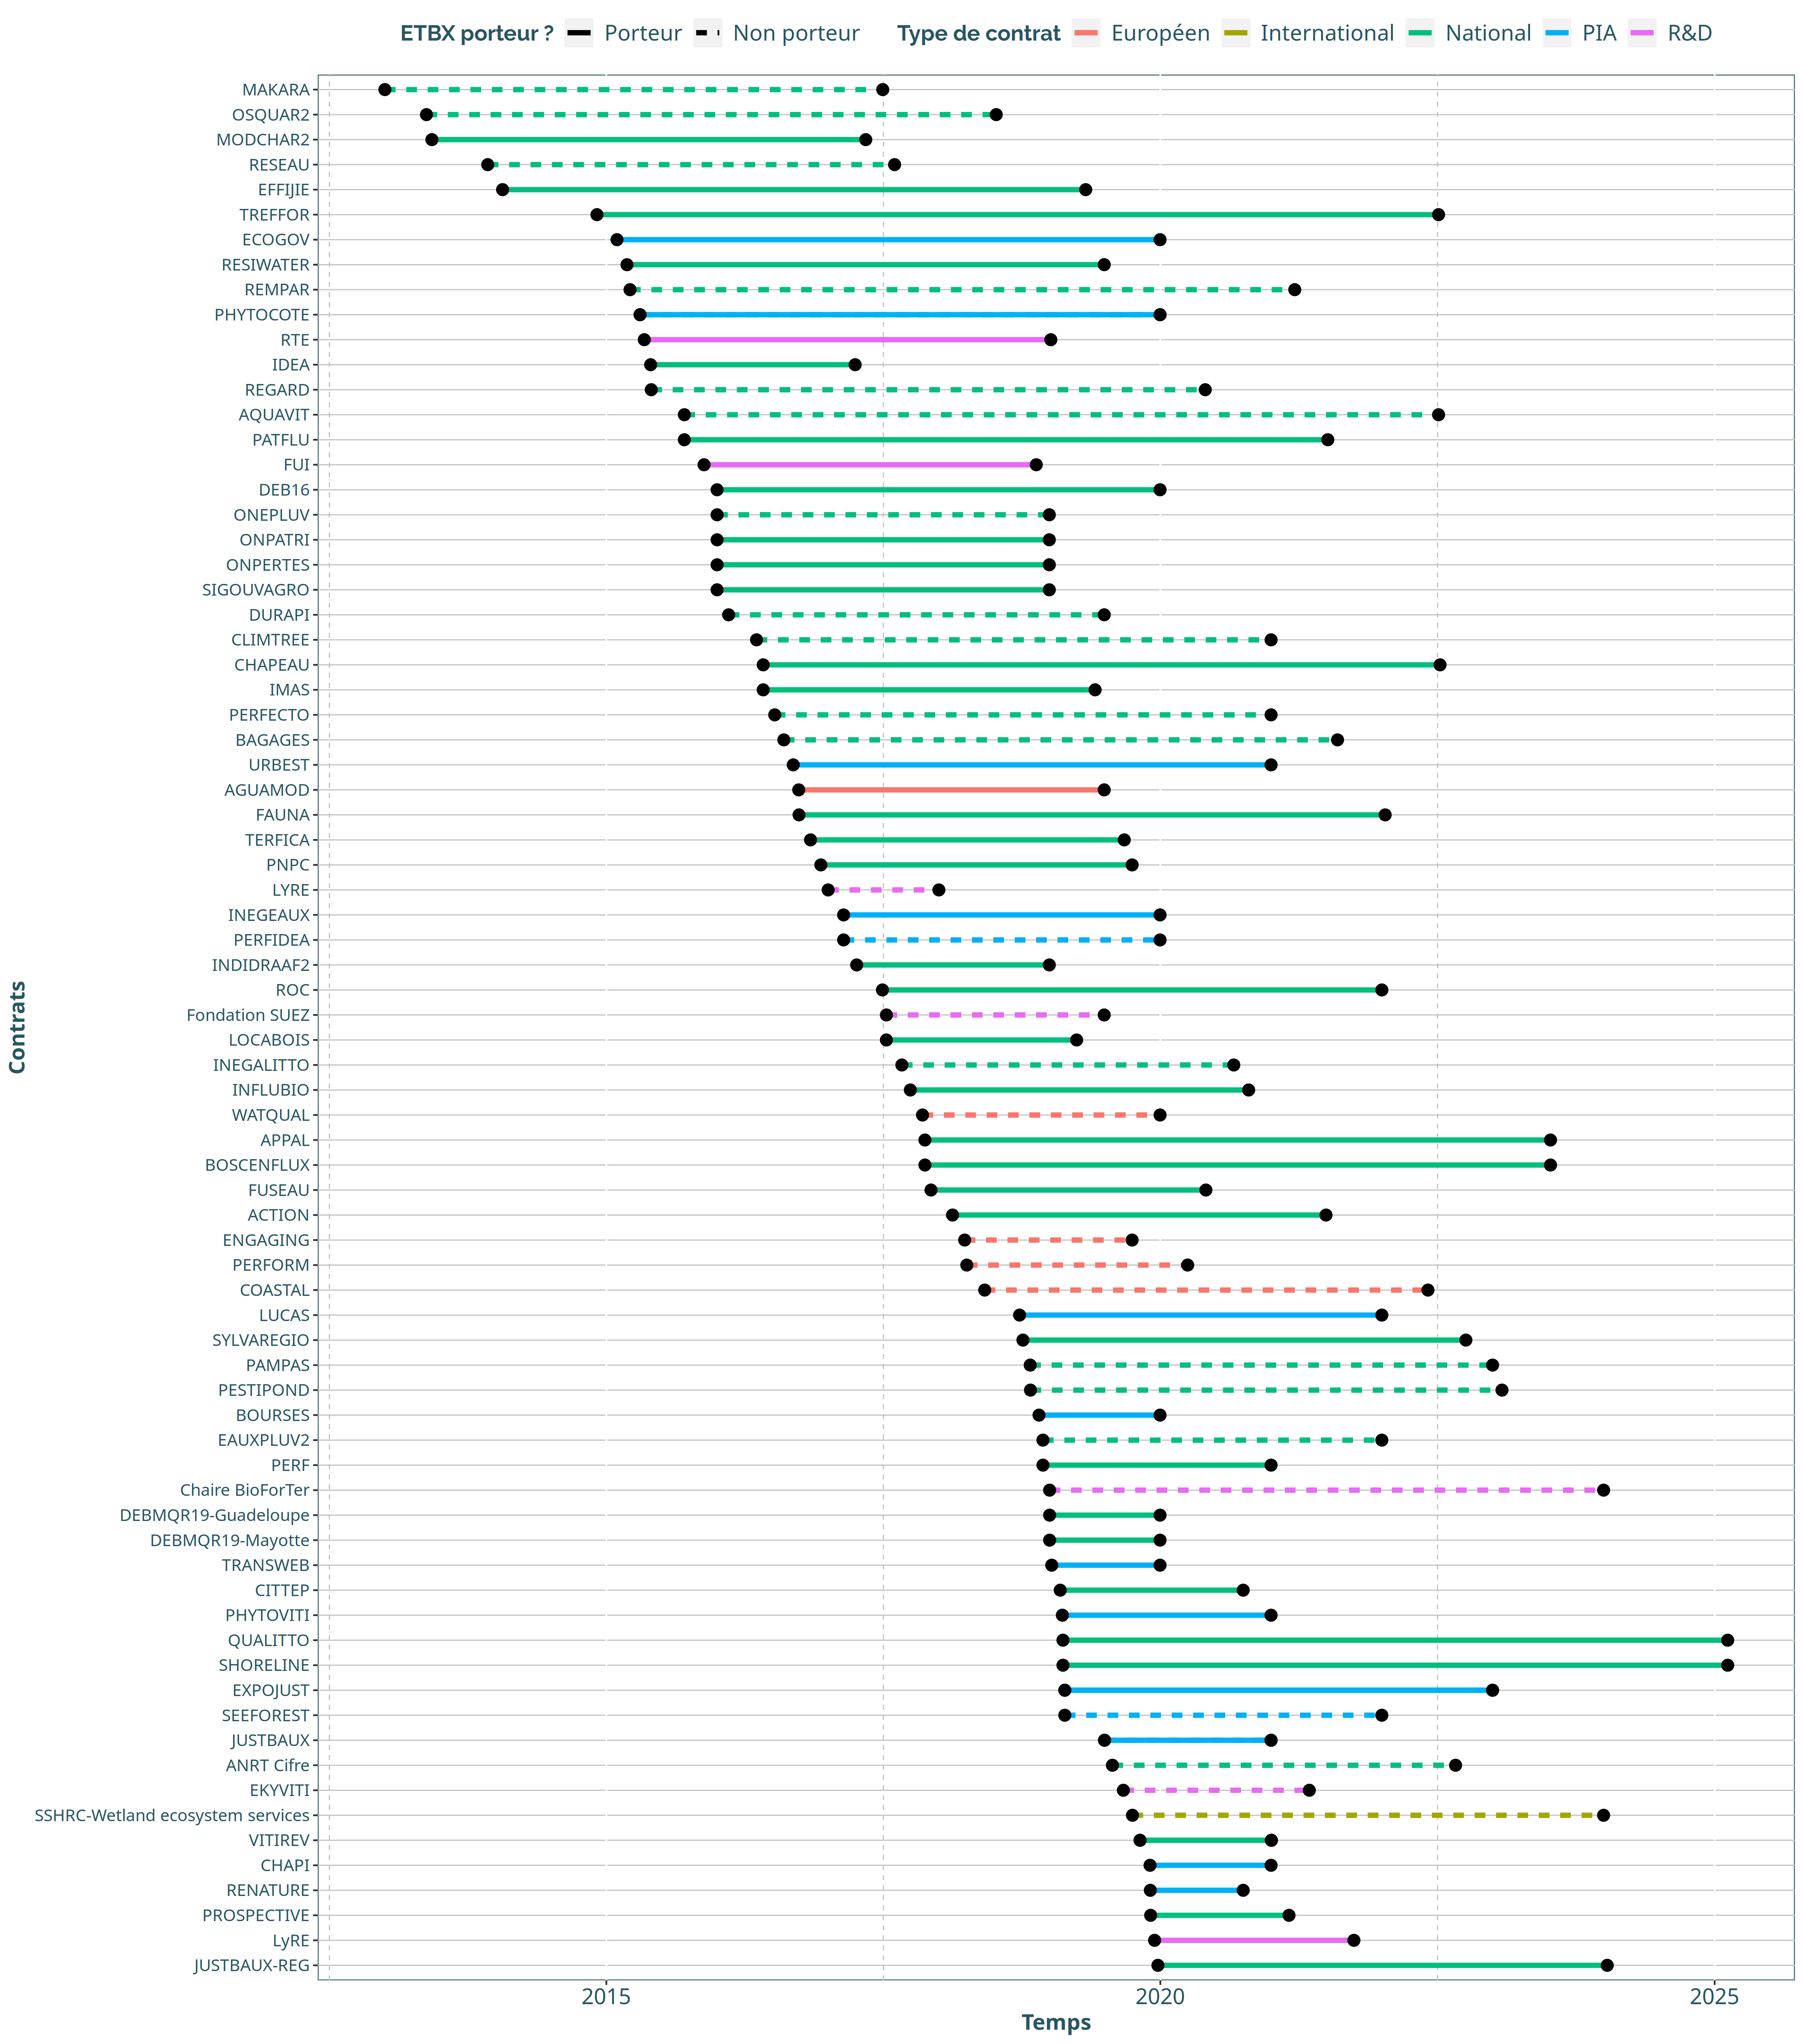 ETBX porteur ? Porteur Non porteur Type de contrat Européen International National PIA R&D
MAKARA
OSQUAR2
MODCHAR2
RESEAU
EFFIJIE
TREFFOR
ECOGOV
RESIWATER
REMPAR
PHYTOCOTE
RTE
IDEA
REGARD
AQUAVIT
PATFLU
FUI
DEB16
ONEPLUV
ONPATRI
ONPERTES
SIGOUVAGRO
DURAPI
CLIMTREE
CHAPEAU
IMAS
PERFECTO
BAGAGES
URBEST
AGUAMOD
FAUNA
TERFICA
PNPC
LYRE
INEGEAUX
PERFIDEA
INDIDRAAF2
ROC
Fondation SUEZ
LOCABOIS
INEGALITTO
INFLUBIO
WATQUAL
APPAL
BOSCENFLUX
FUSEAU
ACTION
ENGAGING
PERFORM
COASTAL
LUCAS
SYLVAREGIO
PAMPAS
PESTIPOND
BOURSES
EAUXPLUV2
PERF
Chaire BioForTer
DEBMQR19-Guadeloupe
DEBMQR19-Mayotte
TRANSWEB
CITTEP
PHYTOVITI
QUALITTO
SHORELINE
EXPOJUST
SEEFOREST
JUSTBAUX
ANRT Cifre
EKYVITI
SSHRC-Wetland ecosystem services
VITIREV
CHAPI
RENATURE
PROSPECTIVE
LyRE
JUSTBAUX-REG
Contrats
2015 2020 2025
Temps